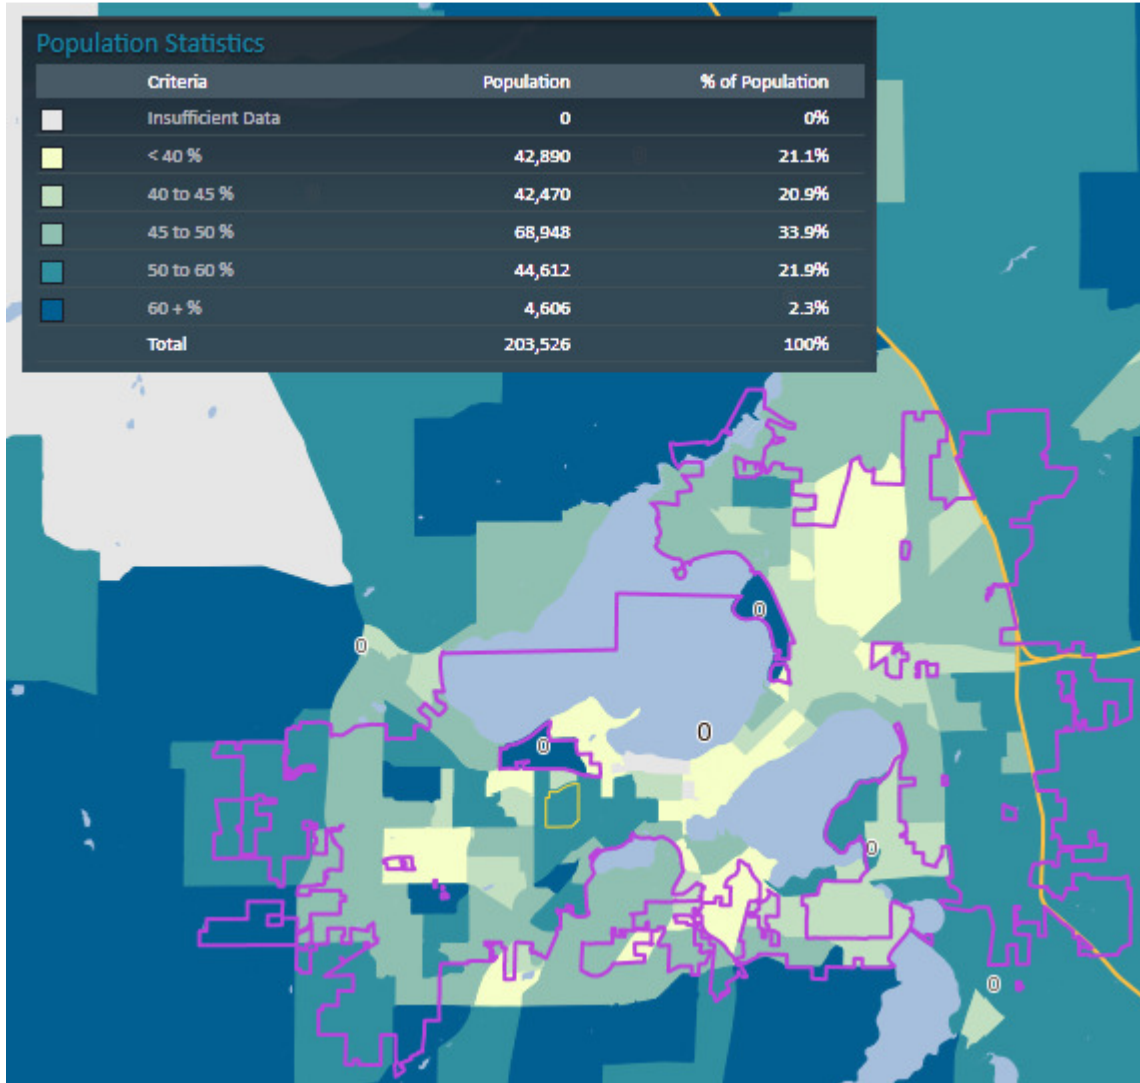 Population Statistics
Criteria Population % of Population
Insufficient Data 0 0%
< 40 % 42,890 21.1%
40 to 45 % 42,470 20.9%
45 to 50 % 68,948 33.9%
50 to 60 % 44,612 21.9%
60 + % 4,606 2.3%
Total 203,526 100%
0
0
0
0
0
0